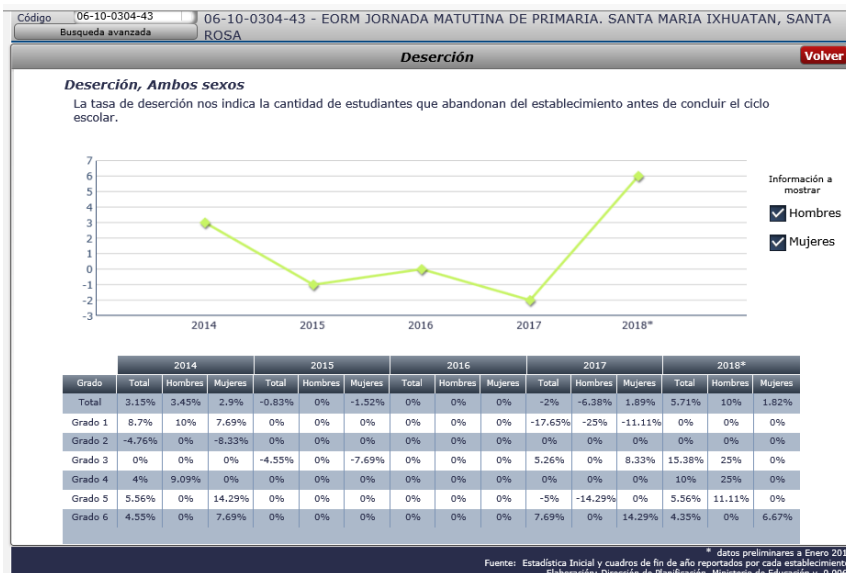 Código 06-10-0304-43
Busqueda avanzada
06-10-0304-43 - EORM JORNADA MATUTINA DE PRIMARIA. SANTA MARIA IXHUATAN, SANTA
ROSA
Deserción
Volver
Deserción, Ambos sexos
La tasa de deserción nos indica la cantidad de estudiantes que abandonan del establecimiento antes de concluir el ciclo
escolar.
7
6
5
4
3
2
1
0
-1
-2
-3
2014 2015 2016 2017 2018*
Información a
mostrar
Hombres
Mujeres
2014 2015 2016 2017 2018*
Grado Total Hombres Mujeres Total Hombres Mujeres Total Hombres Mujeres Total Hombres Mujeres Total Hombres Mujeres
Total 3.15% 3.45% 2.9% -0.83% 0% -1.52% 0% 0% 0% -2% -6.38% 1.89% 5.71% 10% 1.82%
Grado 1 8.7% 10% 7.69% 0% 0% 0% 0% 0% 0% -17.65% -25% -11.11% 0% 0% 0%
Grado 2 -4.76% 0% -8.33% 0% 0% 0% 0% 0% 0% 0% 0% 0% 0% 0% 0%
Grado 3 0% 0% 0% -4.55% 0% -7.69% 0% 0% 0% 5.26% 0% 8.33% 15.38% 25% 0%
Grado 4 4% 9.09% 0% 0% 0% 0% 0% 0% 0% 0% 0% 0% 10% 25% 0%
Grado 5 5.56% 0% 14.29% 0% 0% 0% 0% 0% 0% -5% -14.29% 0% 5.56% 11.11% 0%
Grado 6 4.55% 0% 7.69% 0% 0% 0% 0% 0% 0% 7.69% 0% 14.29% 4.35% 0% 6.67%
* datos preliminares a Enero 201
Fuente: Estadística Inicial y cuadros de fin de año reportados por cada establecimiento
Elaboración: Dirección de Planificación, Ministerio de Educación